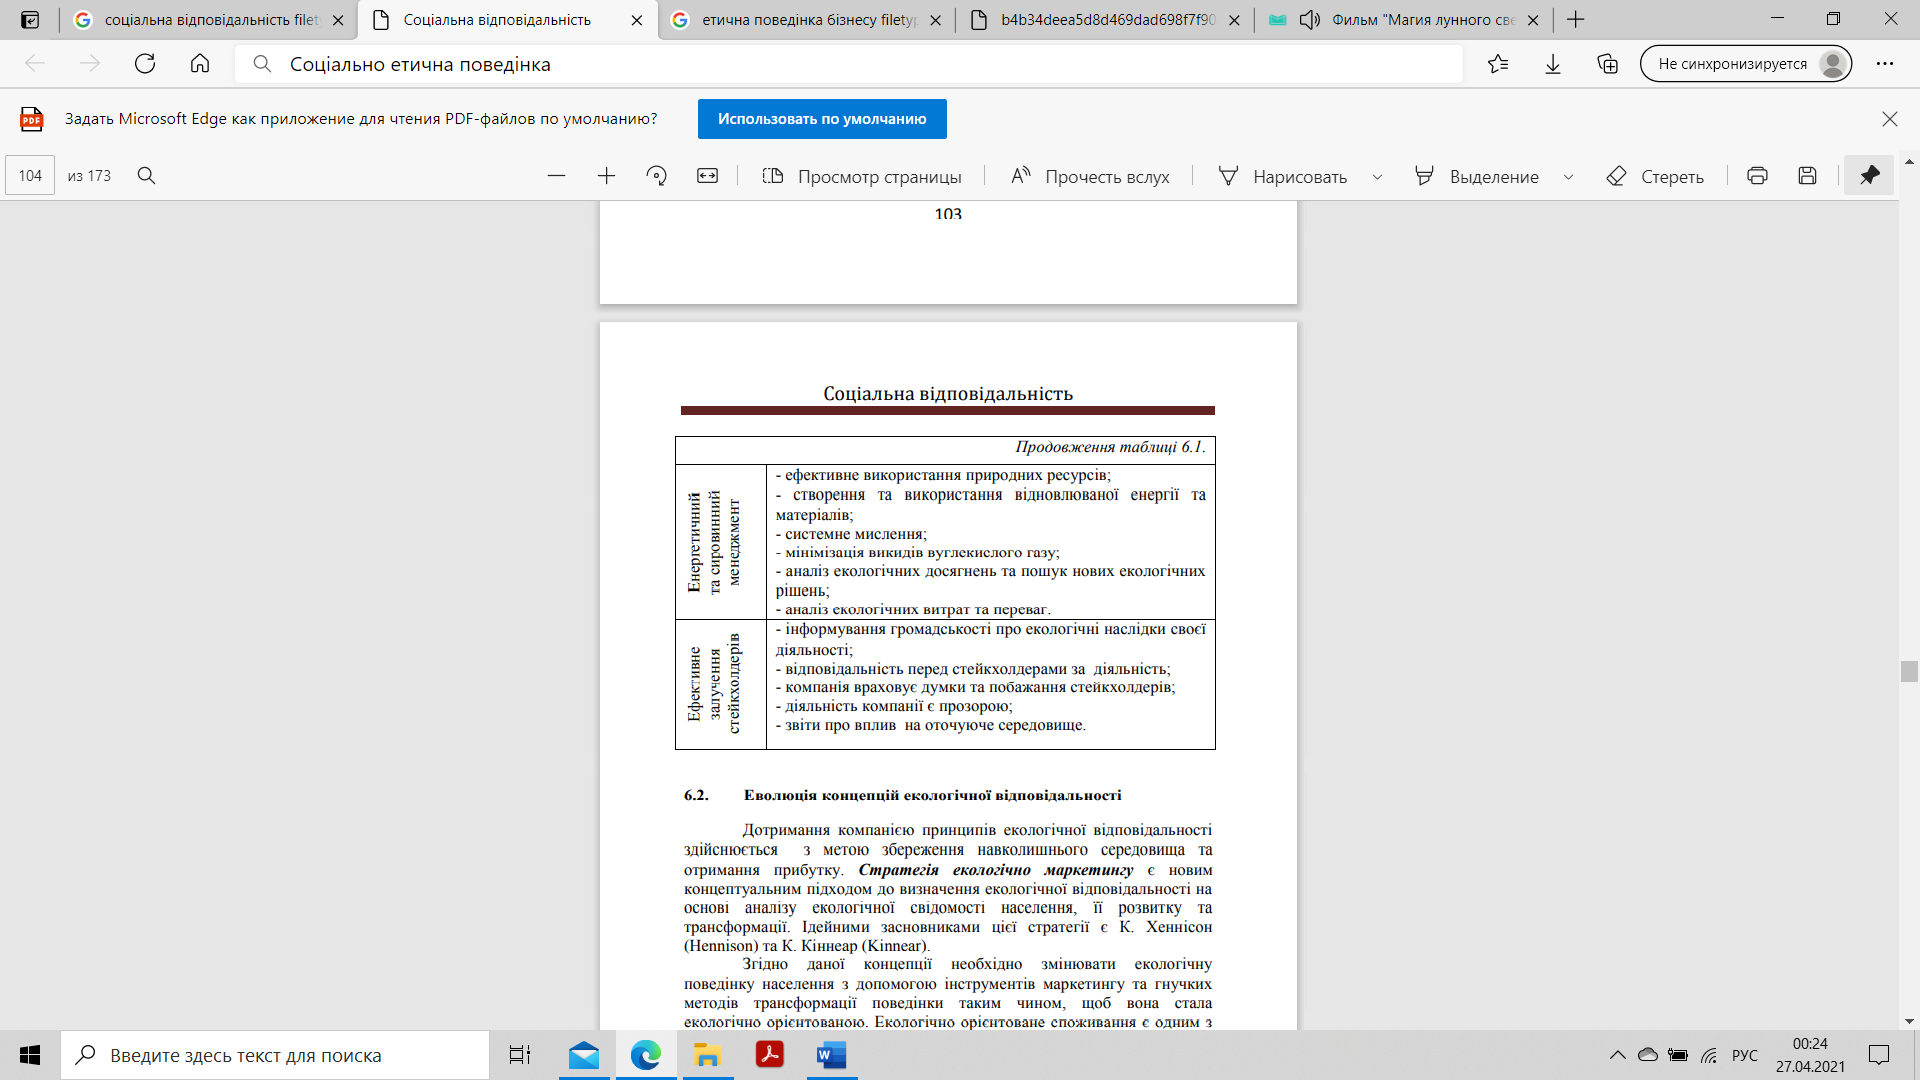 соціальна відповідальність filet
Соціальна відповідальність
етична поведінка бізнесу filetyp
b4b34deea5d8d469dad698f7f90
Фильм "Магия лунного све
Соціально етична поведінка
Не синхронизируется
PDF
Задать Microsoft Edge как приложение для чтения PDF-файлов по умолчанию?
Использовать по умолчанию
104 из 173
Просмотр страницы
Прочесть вслух
Нарисовать
Выделение
Стереть
103
Соціальна відповідальність
Продовження таблиці 6.1.
Енергетичний
та сировинний
менеджмент
- ефективне використання природних ресурсів;
- створення та використання відновлюваної енергії та
матеріалів;
- системне мислення;
- мінімізація викидів вуглекислого газу;
- аналіз екологічних досягнень та пошук нових екологічних
рішень;
- аналіз екологічних витрат та переваг.
Ефективне
залучення
стейкхолдерів
- інформування громадськості про екологічні наслідки своєї
діяльності;
- відповідальність перед стейкхолдерами за діяльність;
- компанія враховує думки та побажання стейкхолдерів;
- діяльність компанії є прозорою;
- звіти про вплив на оточуюче середовище.
6.2. Еволюція концепцій екологічної відповідальності
Дотримання компанією принципів екологічної відповідальності
здійснюється з метою збереження навколишнього середовища та
отримання прибутку. Стратегія екологічно маркетингу є новим
концептуальним підходом до визначення екологічної відповідальності на
основі аналізу екологічної свідомості населення, її розвитку та
трансформації. Ідейними засновниками цієї стратегії є К. Хеннісон
(Hennison) та К. Кіннеар (Kinnear).
Згідно даної концепції необхідно змінювати екологічну
поведінку населення з допомогою інструментів маркетингу та гнучких
методів трансформації поведінки таким чином, щоб вона стала
екологічно орієнтованою. Екологічно орієнтоване споживання є одним з
Введите здесь текст для поиска
РУС
00:24
27.04.2021